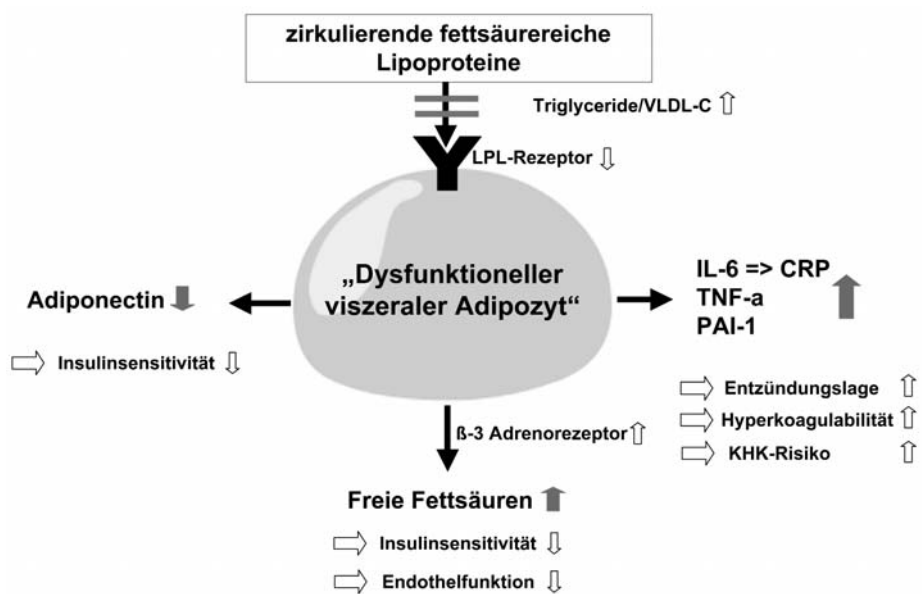 zirkulierende fettsäurereiche
Lipoproteine
Triglyceride/VLDL-C
LPL-Rezeptor
„Dysfunktioneller
viszeraler Adipozyt“
Adiponectin
Insulinsensitivität
IL-6 => CRP
TNF-a
PAI-1
Entzündungslage
Hyperkoagulabilität
KHK-Risiko
ß-3 Adrenorezeptor
Freie Fettsäuren
Insulinsensitivität
Endothelfunktion